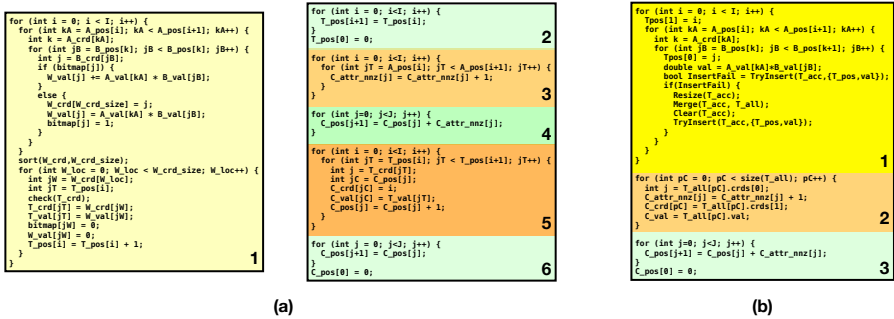 for (int i = 0; i < I; i++) {
  for (int kA = A_pos[i]; kA < A_pos[i+1]; kA++) {
    int k = A_crd[kA];
    for (int jB = B_pos[k]; jB < B_pos[k]; jB++) {
      int j = B_crd[jB];
      if (bitmap[j]) {
        W_val[j] += A_val[kA] * B_val[jB];
      }
      else {
        W_crd[W_crd_size] = j;
        W_val[j] = A_val[kA] * B_val[jB];
        bitmap[j] = 1;
      }
    }
  }
  sort(W_crd,W_crd_size);
  for (int W_loc = 0; W_loc < W_crd_size; W_loc++) {
    int jW = W_crd[W_loc];
    int jT = T_pos[i];
    check(T_crd);
    T_crd[jT] = W_crd[jW];
    T_val[jT] = W_val[jW];
    bitmap[jW] = 0;
    W_val[jW] = 0;
    T_pos[i] = T_pos[i] + 1;
  }
}
1
for (int i = 0; i<I; i++) {
  T_pos[i+1] = T_pos[i];
}
T_pos[0] = 0;
2
for (int i = 0; i<I; i++) {
  for (int jT = A_pos[i]; jT < A_pos[i+1]; jT++) {
    C_attr_nnz[j] = C_attr_nnz[j] + 1;
  }
}
3
for (int j=0; j<J; j++) {
  C_pos[j+1] = C_pos[j] + C_attr_nnz[j];
}
4
for (int i = 0; i<I; i++) {
  for (int jT = T_pos[i]; jT < T_pos[i+1]; jT++) {
    int j = T_crd[jT];
    int jC = C_pos[j];
    C_crd[jC] = i;
    C_val[jC] = T_val[jT];
    C_pos[j] = C_pos[j] + 1;
  }
}
5
for (int j = 0; j<J; j++) {
  C_pos[j+1] = C_pos[j];
}
C_pos[0] = 0;
6
(a)
for (int i = 0; i < I; i++) {
  Tpos[1] = i;
  for (int kA = A_pos[i]; kA < A_pos[i+1]; kA++) {
    int k = A_crd[kA];
    for (int jB = B_pos[k]; jB < B_pos[k+1]; jB++) {
      Tpos[0] = j;
      double val = A_val[kA]*B_val[jB];
      bool InsertFail = TryInsert(T_acc,{T_pos,val});
      if(InsertFail) {
        Resize(T_acc);
        Merge(T_acc, T_all);
        Clear(T_acc);
        TryInsert(T_acc,{T_pos,val});
      }
    }
  }
}
1
for (int pC = 0; pC < size(T_all); pC++) {
  int j = T_all[pC].crds[0];
  C_attr_nnz[j] = C_attr_nnz[j] + 1;
  C_crd[pC] = T_all[pC].crds[1];
  C_val = T_all[pC].val;
}
2
for (int j=0; j<J; j++) {
  C_pos[j+1] = C_pos[j] + C_attr_nnz[j];
}
C_pos[0] = 0;
3
(b)